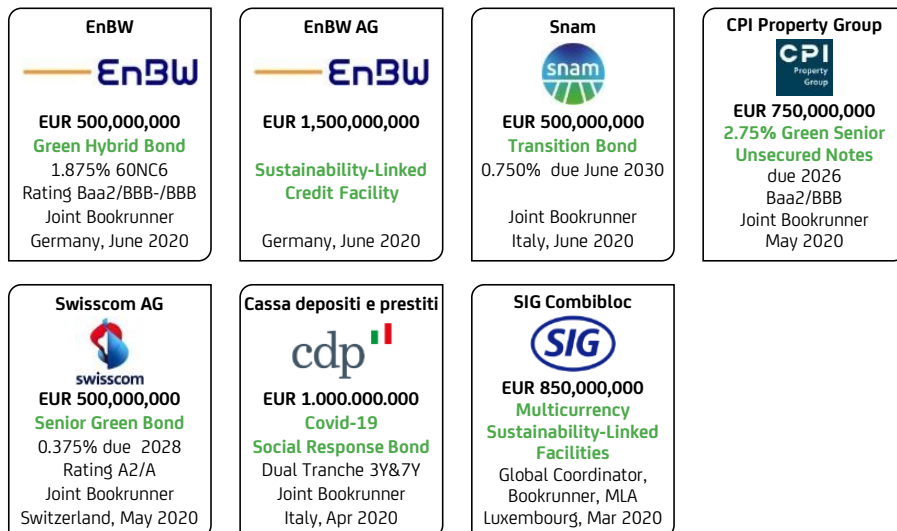 EnBW
EnBW
EUR 500,000,000
Green Hybrid Bond
1.875% 60NC6
Rating Baa2/BBB-/BBB
Joint Bookrunner
Germany, June 2020
EnBW AG
EnBW
EUR 1,500,000,000
Sustainability-Linked
Credit Facility
Germany, June 2020
Snam
snam
EUR 500,000,000
Transition Bond
0.750% due June 2030
Joint Bookrunner
Italy, June 2020
CPI Property Group
CPI
Property
Group
EUR 750,000,000
2.75% Green Senior
Unsecured Notes
due 2026
Baa2/BBB
Joint Bookrunner
May 2020
Swisscom AG
swisscom
EUR 500,000,000
Senior Green Bond
0.375% due 2028
Rating A2/A
Joint Bookrunner
Switzerland, May 2020
Cassa depositi e prestiti
cdp
EUR 1.000.000.000
Covid-19
Social Response Bond
Dual Tranche 3Y&7Y
Joint Bookrunner
Italy, Apr 2020
SIG Combibloc
SIG
EUR 850,000,000
Multicurrency
Sustainability-Linked
Facilities
Global Coordinator,
Bookrunner, MLA
Luxembourg, Mar 2020